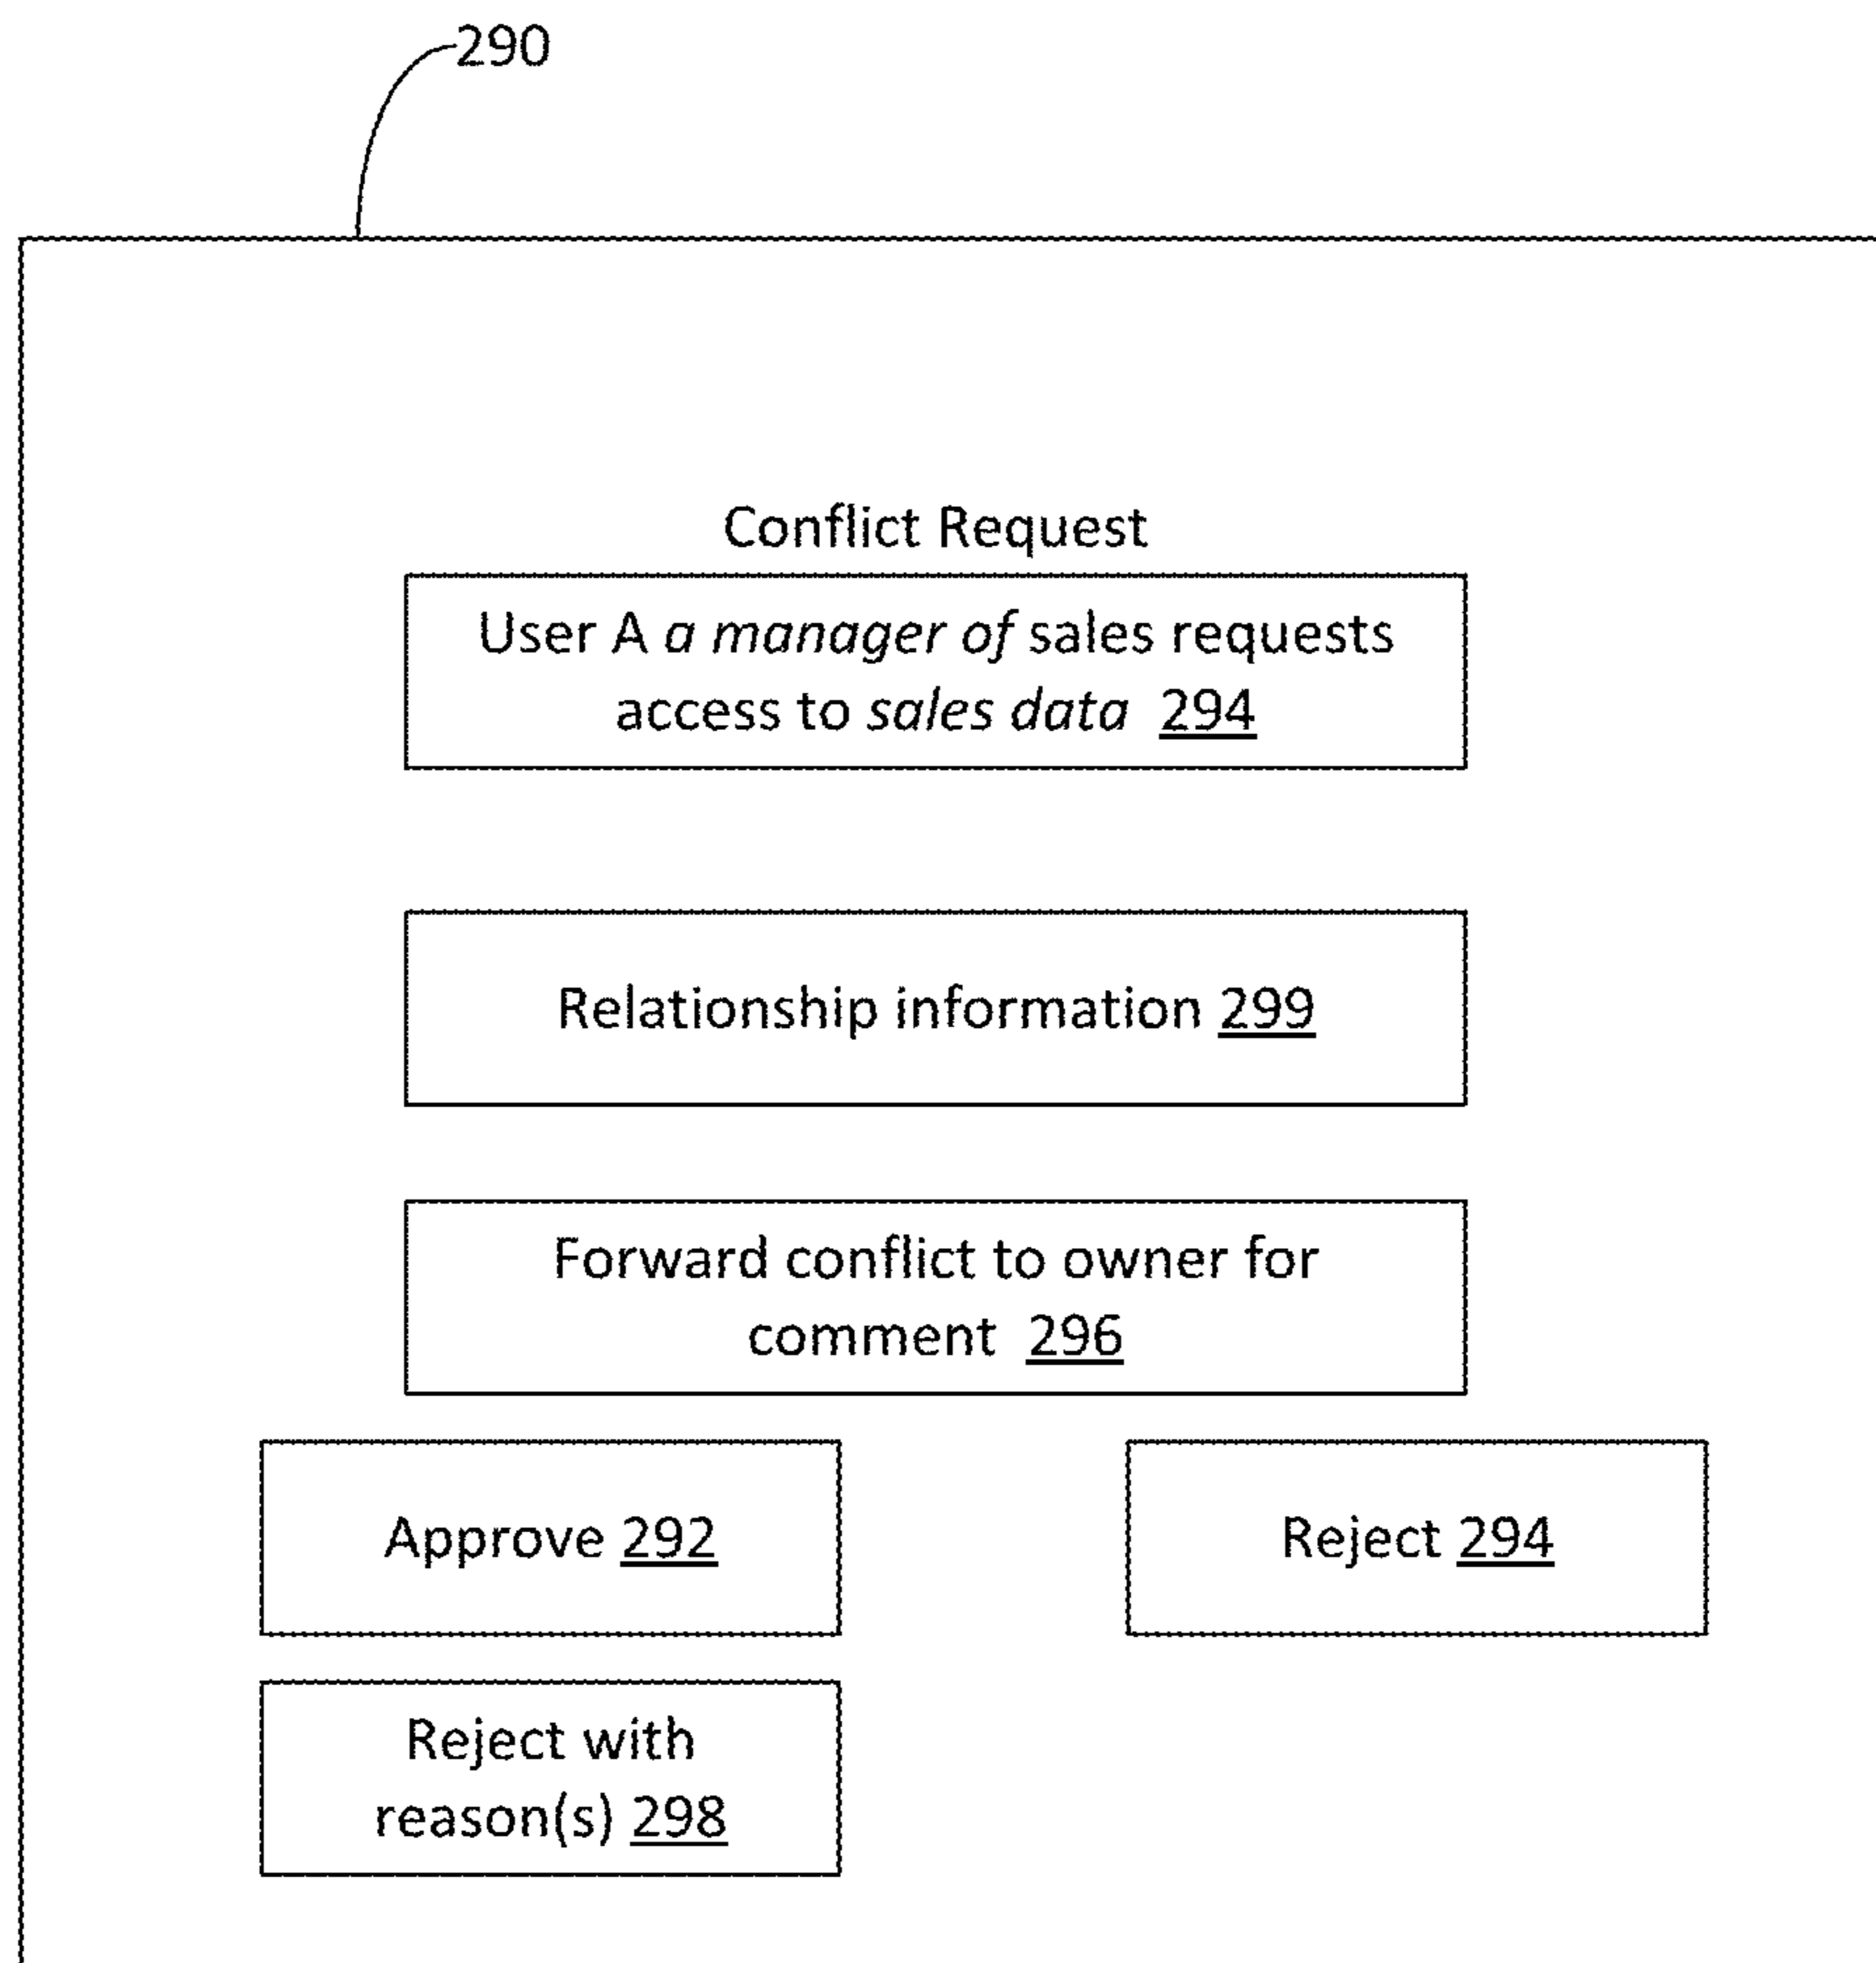 290
Conflict Request
User A a manager of sales requests
access to sales data 294
Relationship information 299
Forward conflict to owner for
comment 296
Approve 292
Reject 294
Reject with
reason(s) 298